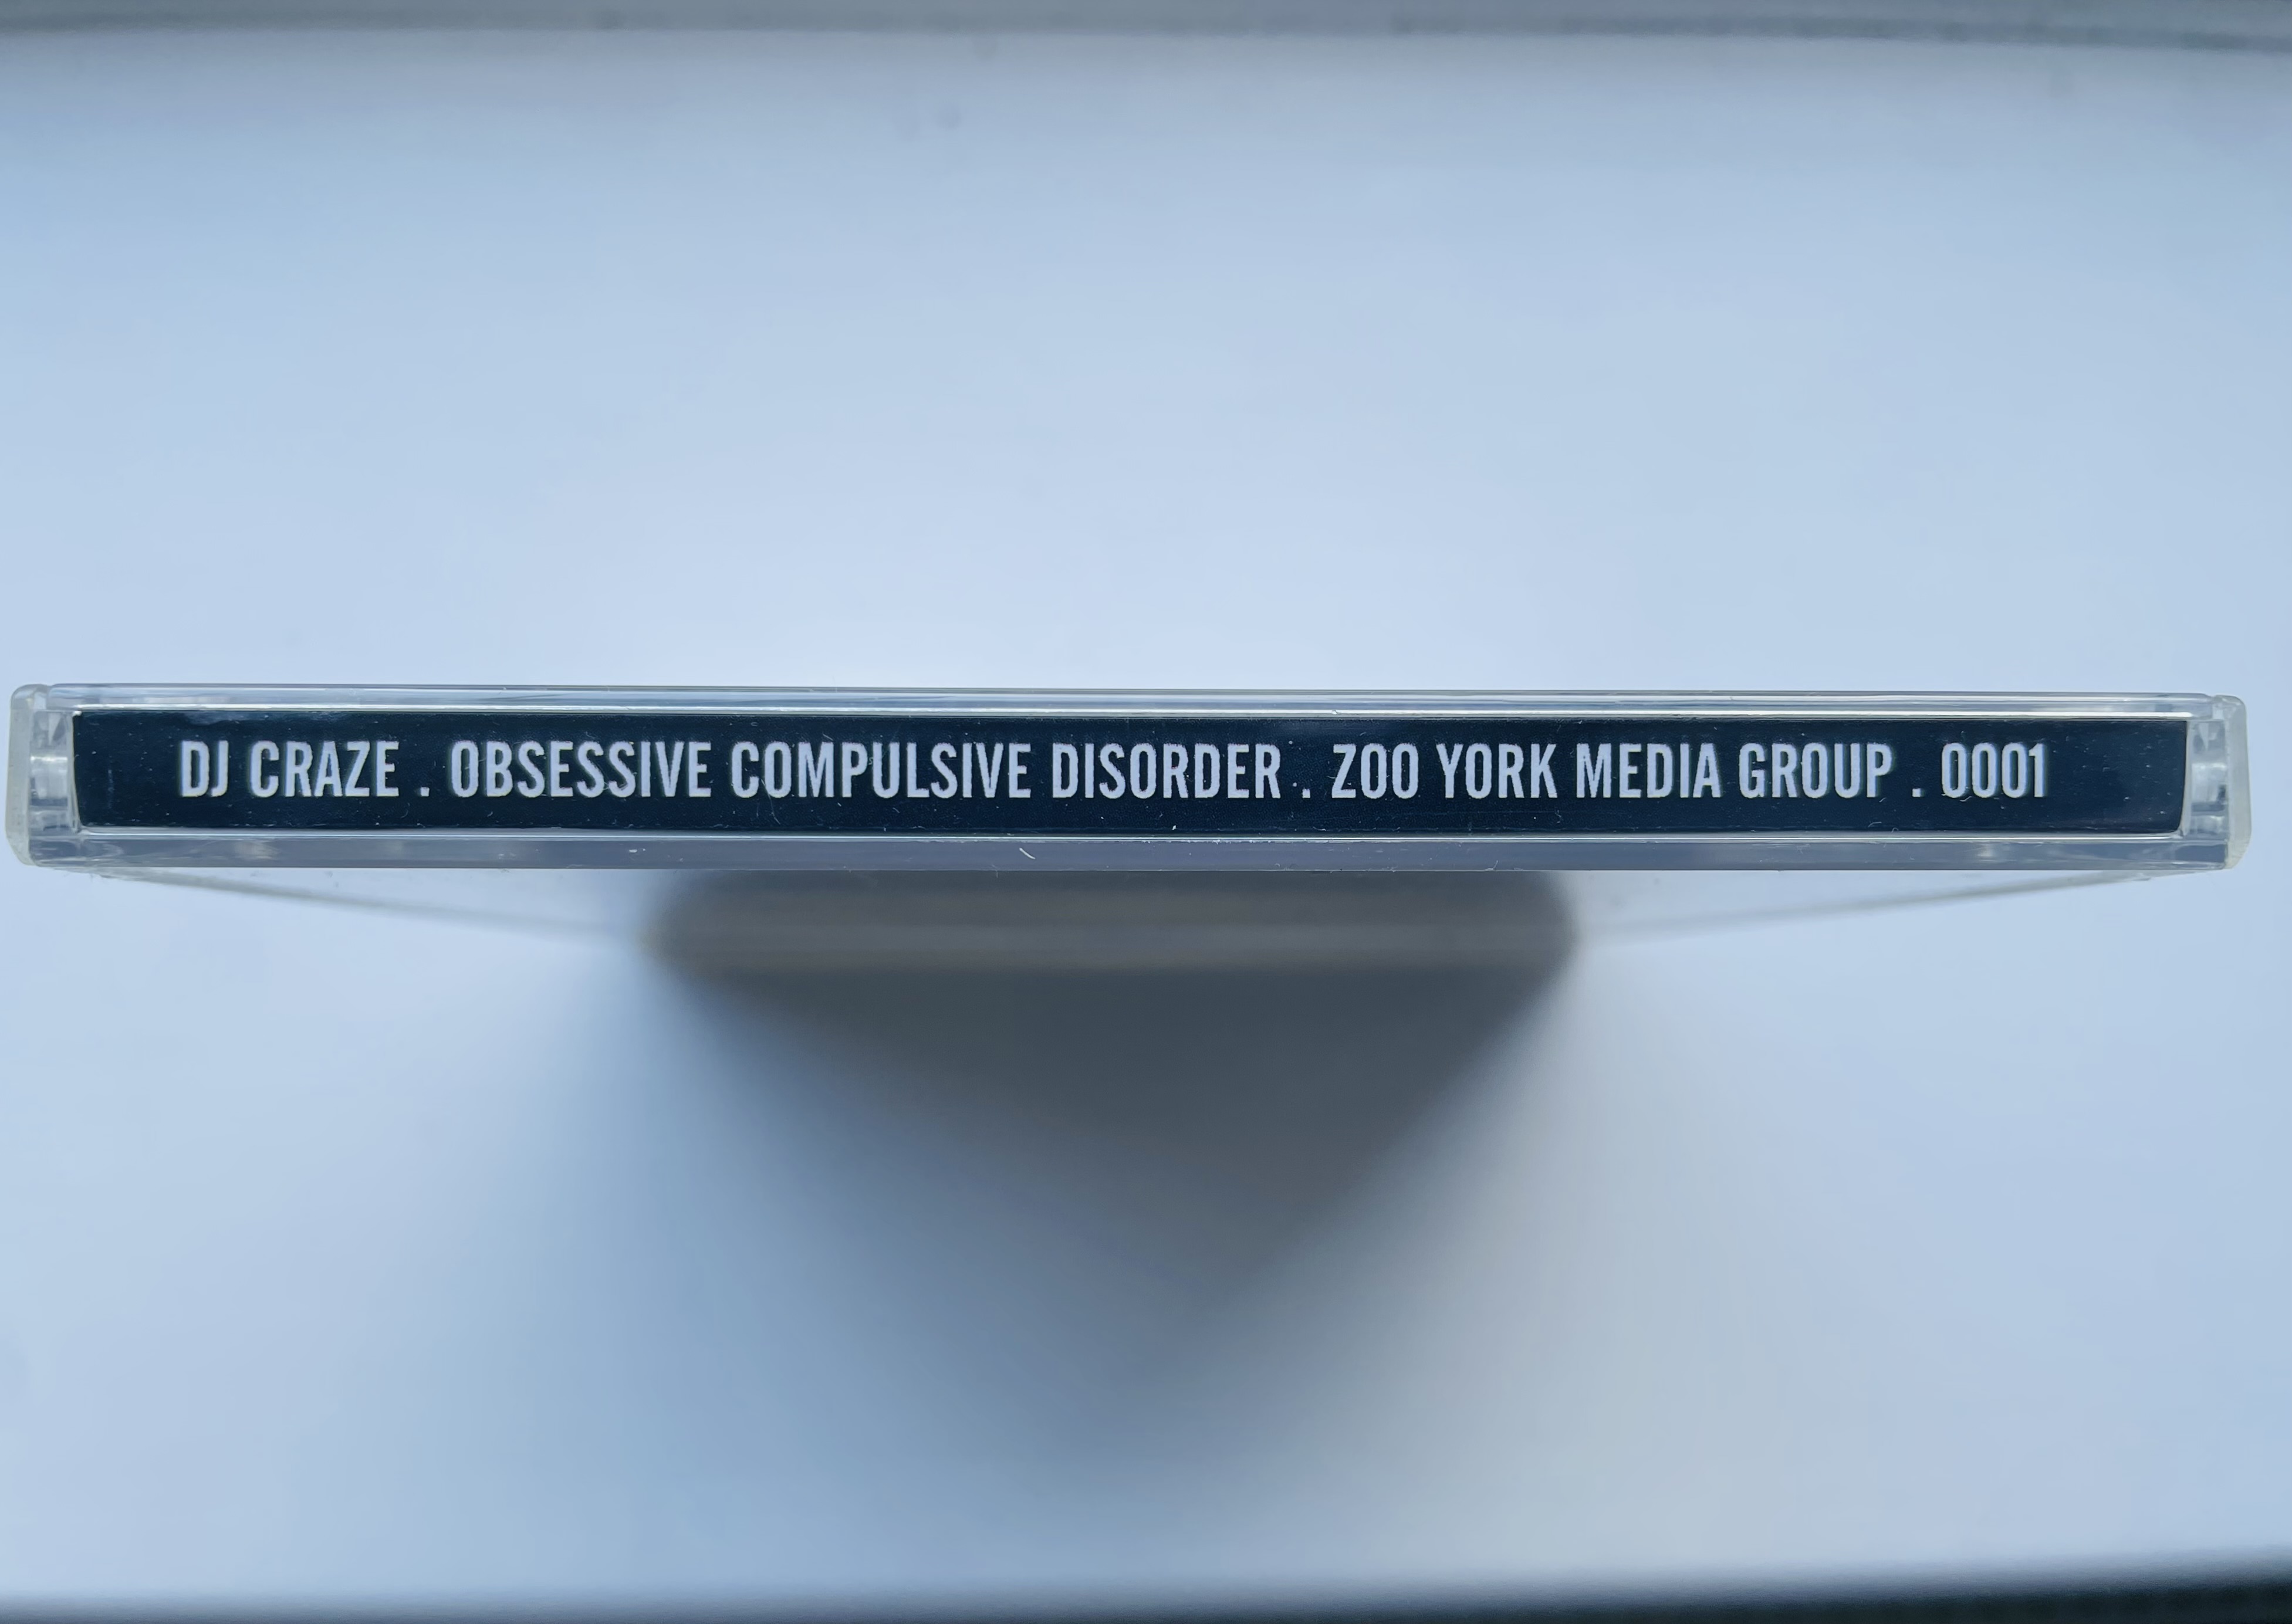 DJ CRAZE . OBSESSIVE COMPULSIVE DISORDER . ZOO YORK MEDIA GROUP . 0001